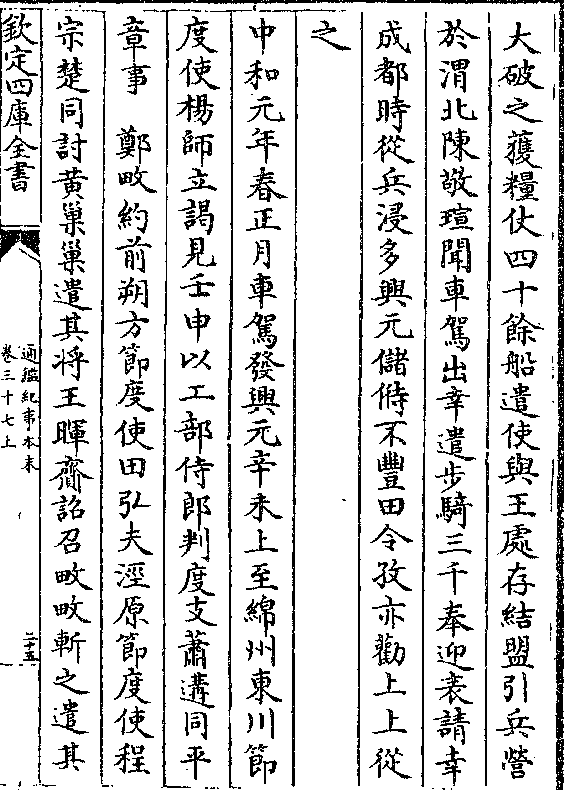 大破之獲糧仗四十餘船遣使與王處存結盟引兵營
於渭北陳敬瑄聞車駕出幸遣步騎三千奉迎表請幸
成都時從兵浸多興元儲偫不豐田令孜亦勸上上從
之
中和元年春正月車駕發興元辛未上至綿州東川節
度使楊師立謁見壬申以工部侍郎判度支蕭遘同平
章事　鄭畋約前朔方節度使田弘夫涇原節度使程
宗楚同討黄巢巢遣其将王暉齎詔召畋畋斬之遣其
欽定四庫全書
通鑑紀事本末
卷三十七上
二十五